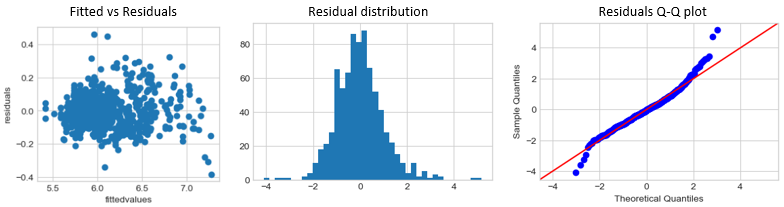 Fitted vs Residuals
0.4
0.2
0.0
−0.2
−0.4
residuals
5.5 6.0 6.5 7.0
fittedvalues
Residual distribution
80
60
40
20
0
−4 −2 0 2 4
Residuals Q-Q plot
4
2
0
−2
−4
Sample Quantiles
−4 −2 0 2 4
Theoretical Quantiles